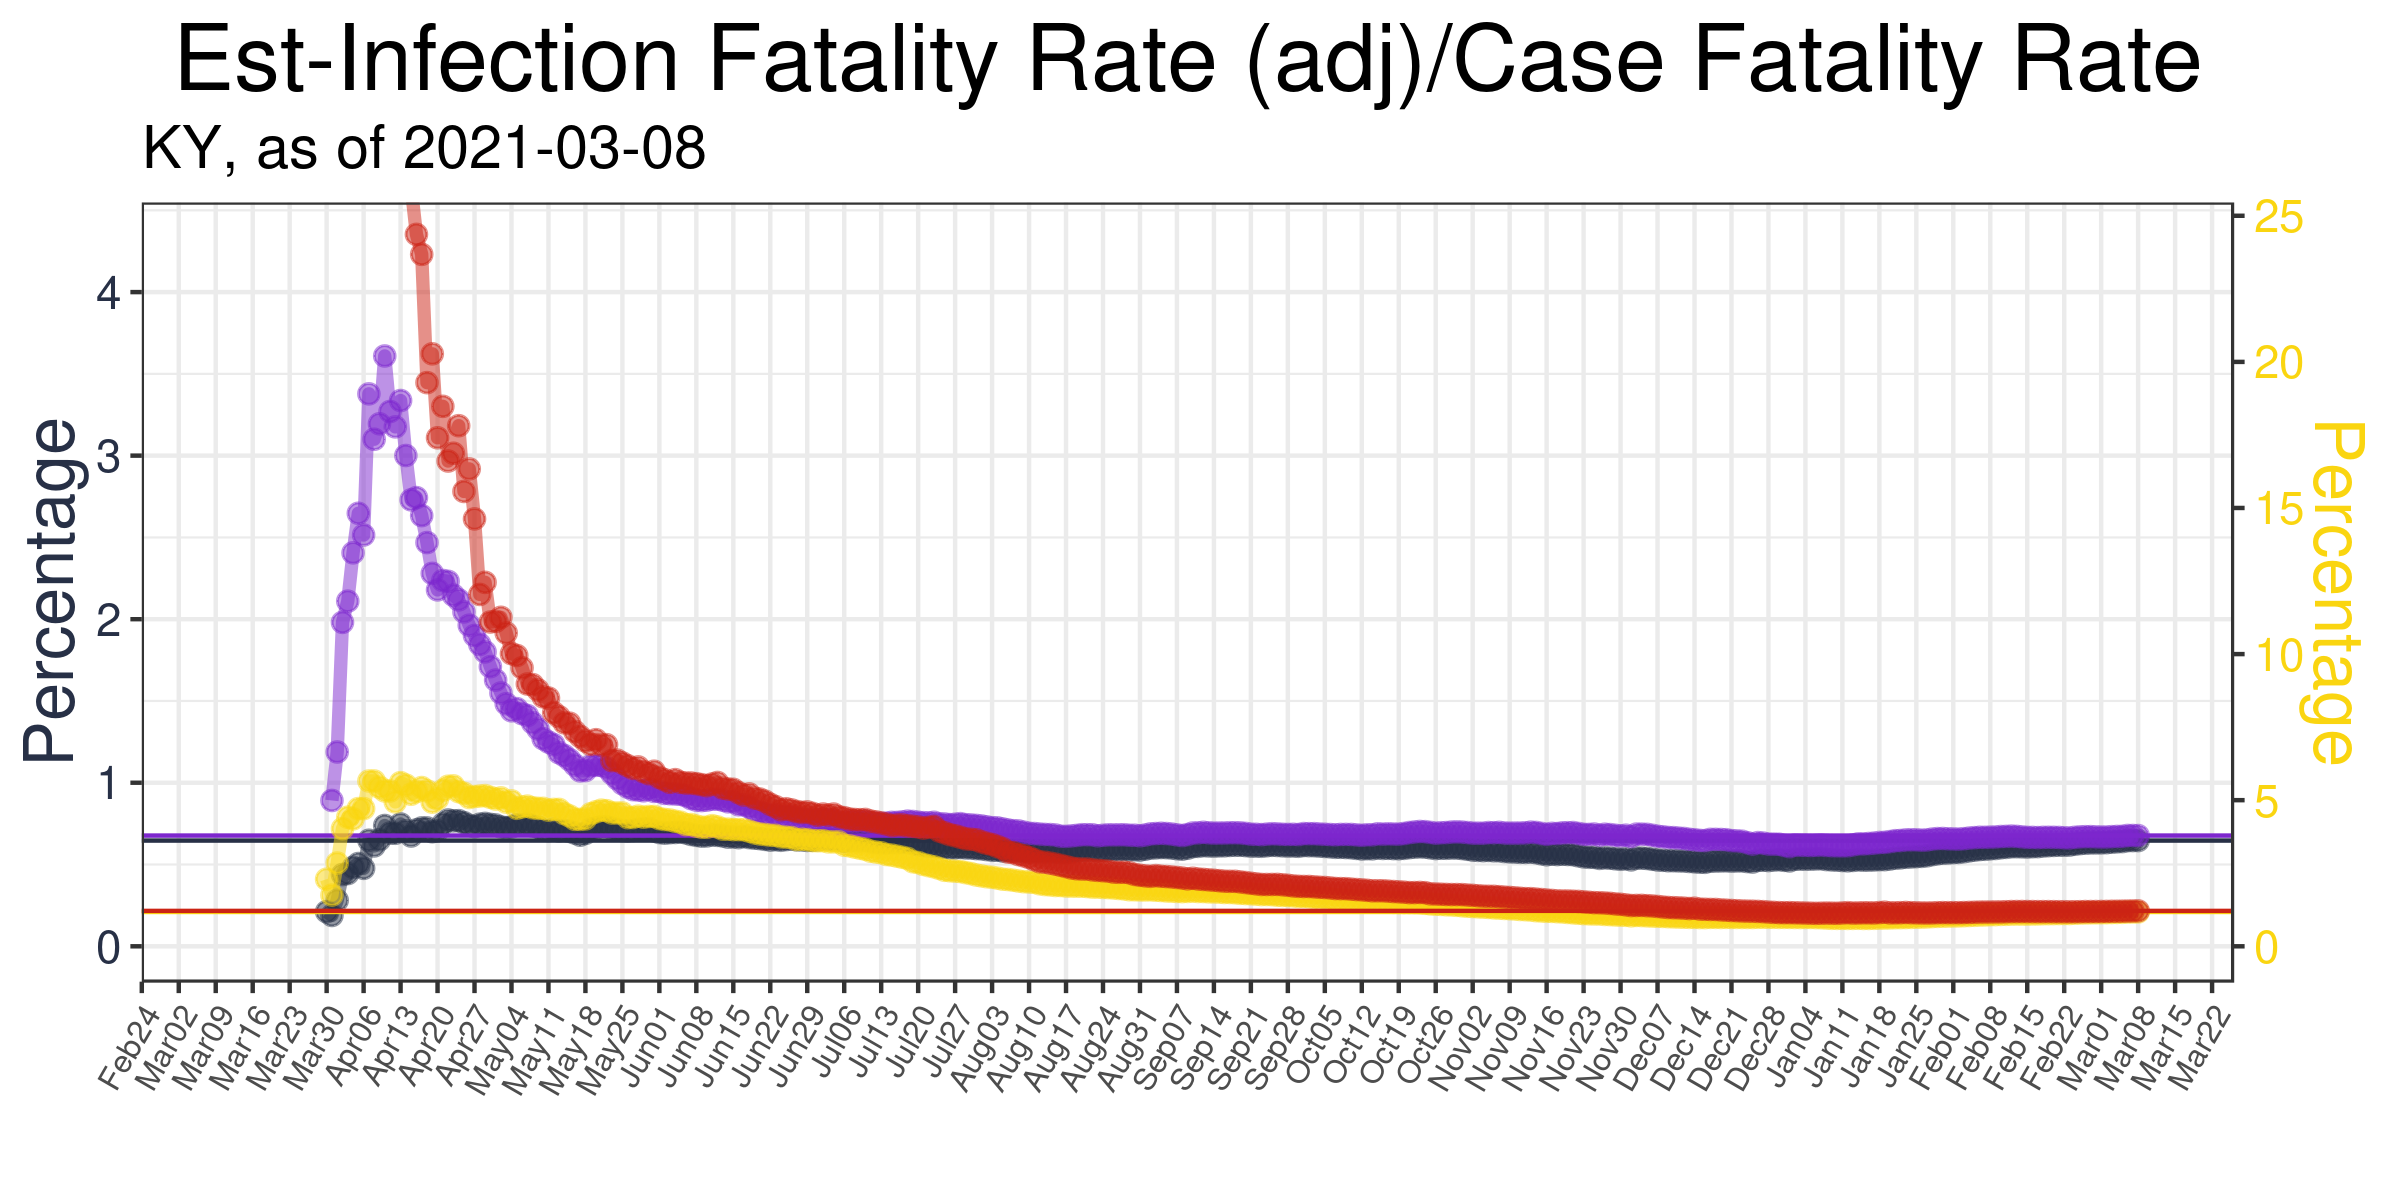 Est-Infection Fatality Rate (adj)/Case Fatality Rate
KY, as of 2021-03-08
Percentage
4
3
2
1
0
25
20
15
10
5
0
Percentage
Feb24
Mar02
Mar09
Mar16
Mar23
Mar30
Apr06
Apr13
Apr20
Apr27
May04
May11
May18
May25
Jun01
Jun08
Jun15
Jun22
Jun29
Jul06
Jul13
Jul20
Jul27
Aug03
Aug10
Aug17
Aug24
Aug31
Sep07
Sep14
Sep21
Sep28
Oct05
Oct12
Oct19
Oct26
Nov02
Nov09
Nov16
Nov23
Nov30
Dec07
Dec14
Dec21
Dec28
Jan04
Jan11
Jan18
Jan25
Feb01
Feb08
Feb15
Feb22
Mar01
Mar08
Mar15
Mar22